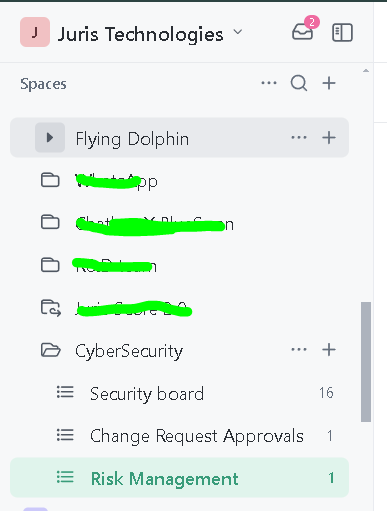 J Juris Technologies 2
Spaces
Flying Dolphin
CyberSecurity
Security board 16
Change Request Approvals 1
Risk Management 1